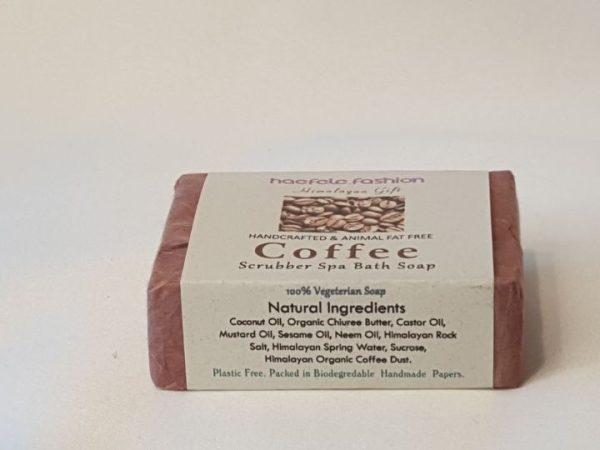 haefele.fashion
Himalayan Gift
HANDCRAFTED & ANIMAL FAT FREE
Coffee
Scrubber Spa Bath Soap
100% Vegeterian Soap
Natural Ingredients
Coconut Oil, Organic Chiuree Butter, Castor Oil,
Mustard Oil, Sesame Oil, Neem Oil, Himalayan Rock
Salt, Himalayan Spring Water, Sucrose,
Himalayan Organic Coffee Dust.
Plastic Free. Packed in Biodegredable Handmade Papers.